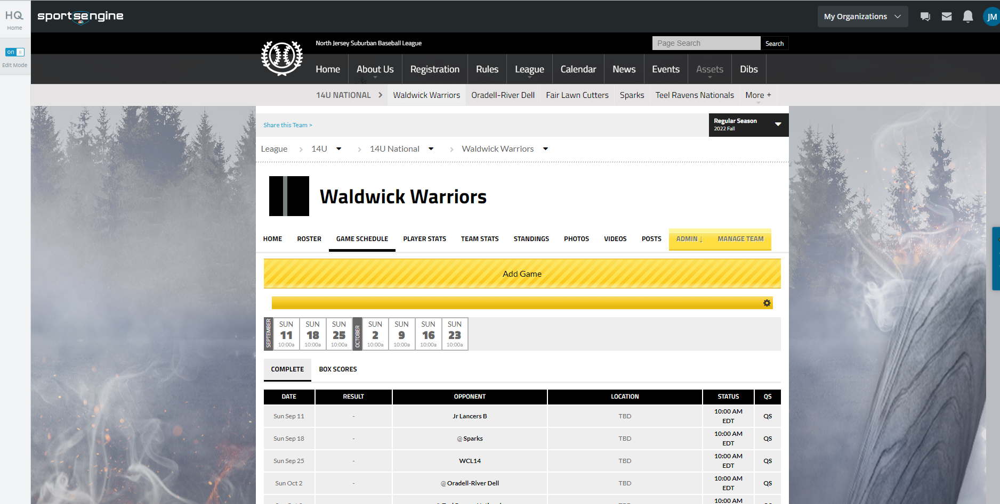 HQ
Home
on
Edit Mode
sportsengine
My Organizations
JM
North Jersey Suburban Baseball League
Page Search
Search
Home
About Us
Registration
Rules
League
Calendar
News
Events
Assets
Dibs
14U NATIONAL
Waldwick Warriors
Oradell-River Dell
Fair Lawn Cutters
Sparks
Teel Ravens Nationals
More +
Share this Team >
Regular Season
2022 Fall
League
14U
14U National
Waldwick Warriors
Waldwick Warriors
HOME
ROSTER
GAME SCHEDULE
PLAYER STATS
TEAM STATS
STANDINGS
PHOTOS
VIDEOS
POSTS
ADMIN ↓
MANAGE TEAM
Add Game
SEPTEMBER
SUN
11
10:00a
SUN
18
10:00a
SUN
25
10:00a
OCTOBER
SUN
2
10:00a
SUN
9
10:00a
SUN
16
10:00a
SUN
23
10:00a
COMPLETE
BOX SCORES
DATE RESULT OPPONENT LOCATION STATUS QS
Sun Sep 11 - Jr Lancers B TBD 10:00 AM EDT QS
Sun Sep 18 - @ Sparks TBD 10:00 AM EDT QS
Sun Sep 25 - WCL14 TBD 10:00 AM EDT QS
Sun Oct 2 - @ Oradell-River Dell TBD 10:00 AM EDT QS
10:00 AM